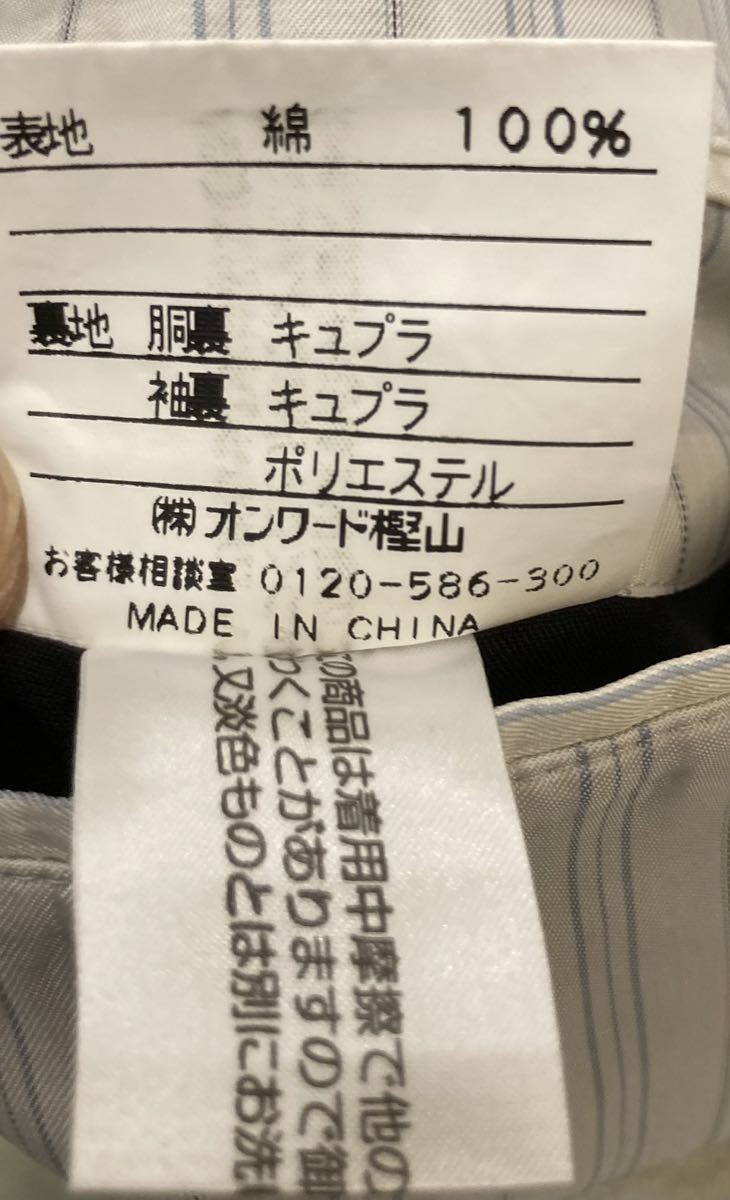 表地 綿 100%
裏地 胴裏 キュプラ
袖裏 キュプラ
ポリエステル
㈱オンワード樫山
お客様相談室 0120-586-300
MADE IN CHINA
の商品は着用中摩擦で他の
くことがありますので御
又淡色ものとは別にお洗